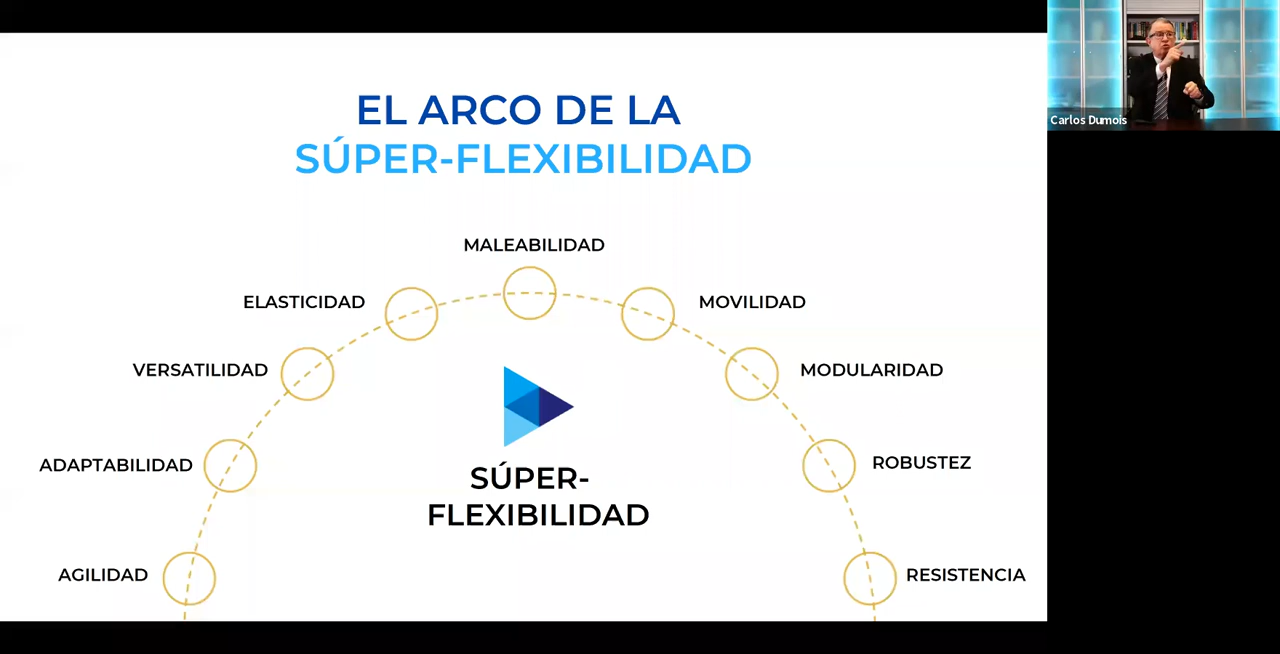 EL ARCO DE LA
SÚPER-FLEXIBILIDAD
MALEABILIDAD
ELASTICIDAD
MOVILIDAD
VERSATILIDAD
MODULARIDAD
ADAPTABILIDAD
ROBUSTEZ
SÚPER-
FLEXIBILIDAD
AGILIDAD
RESISTENCIA
Carlos Dumois